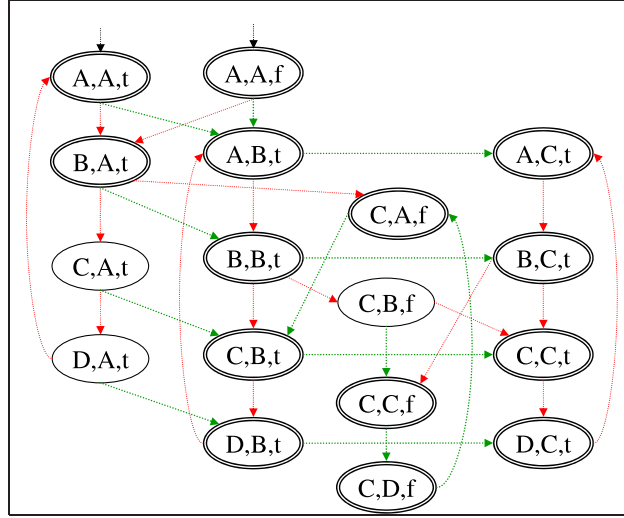 A,A,t
A,A,f
B,A,t
A,B,t
A,C,t
C,A,f
C,A,t
B,B,t
B,C,t
C,B,f
D,A,t
C,B,t
C,C,t
C,C,f
D,B,t
D,C,t
C,D,f